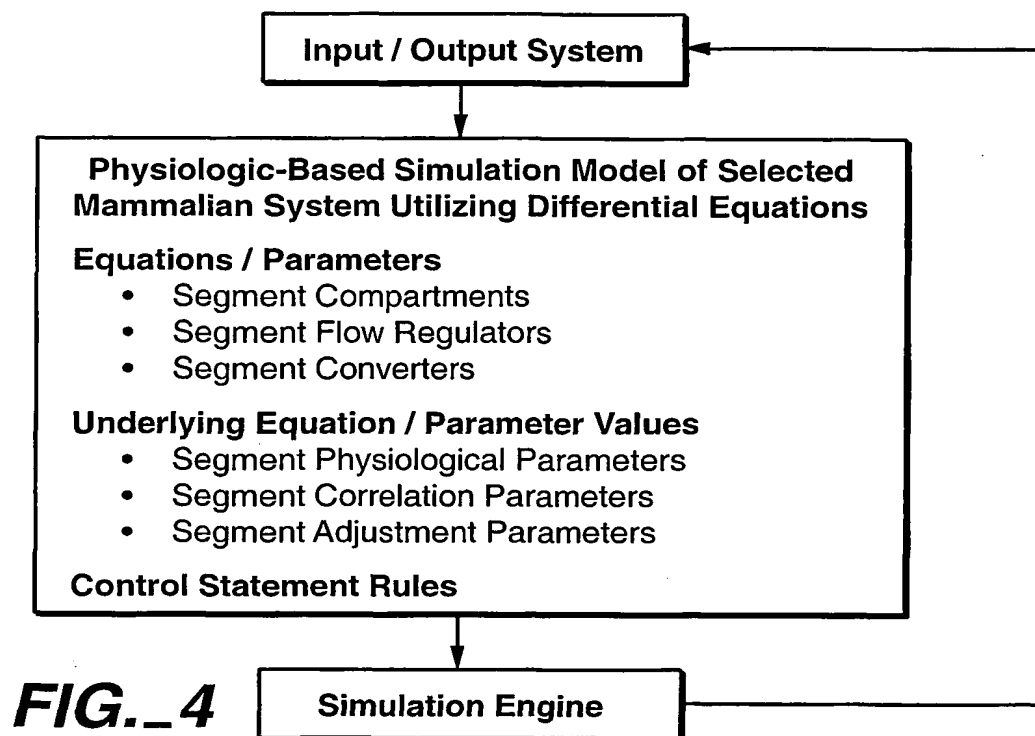 Input / Output System
Physiologic-Based Simulation Model of Selected
Mammalian System Utilizing Differential Equations
Equations / Parameters
• Segment Compartments
• Segment Flow Regulators
• Segment Converters
Underlying Equation / Parameter Values
• Segment Physiological Parameters
• Segment Correlation Parameters
• Segment Adjustment Parameters
Control Statement Rules
Simulation Engine
FIG._4